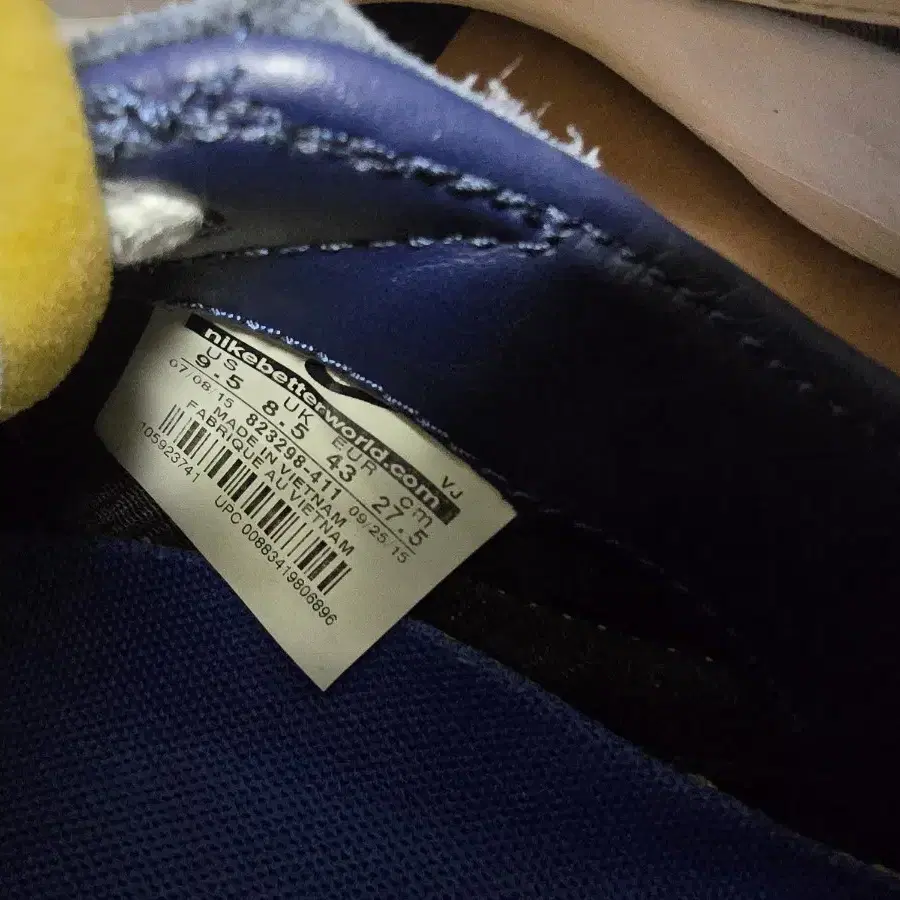 nikebetterworld.com VJ
US UK EUR cm
9.5 8.5 43 27.5
07/08/15 823298-411 09/25/15
MADE IN VIETNAM
FABRIQUE AU VIETNAM
105923741
UPC 00883419806896